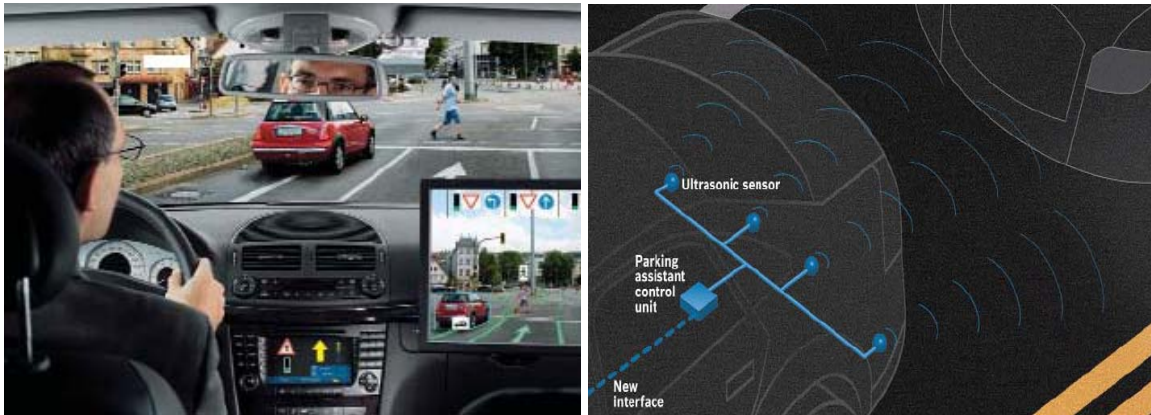 Ultrasonic sensor
Parking
assistant
control
unit
New
interface